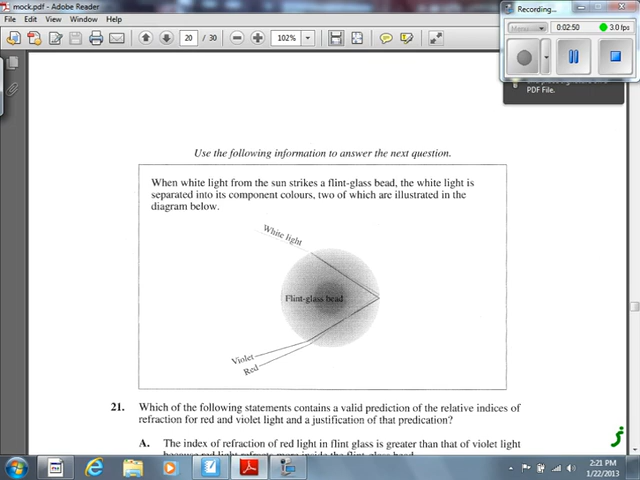 mock.pdf - Adobe Reader
Recording...
File Edit View Window Help
0:02:50
3.0 fps
20 / 30
102%
PDF File.
Use the following information to answer the next question.
When white light from the sun strikes a flint-glass bead, the white light is
separated into its component colours, two of which are illustrated in the
diagram below.
White light
Flint-glass bead
Violet
Red
21. Which of the following statements contains a valid prediction of the relative indices of
refraction for red and violet light and a justification of that predication?
A. The index of refraction of red light in flint glass is greater than that of violet light
because red light refracts more inside the flint-glass bead.
2:21 PM
1/22/2013